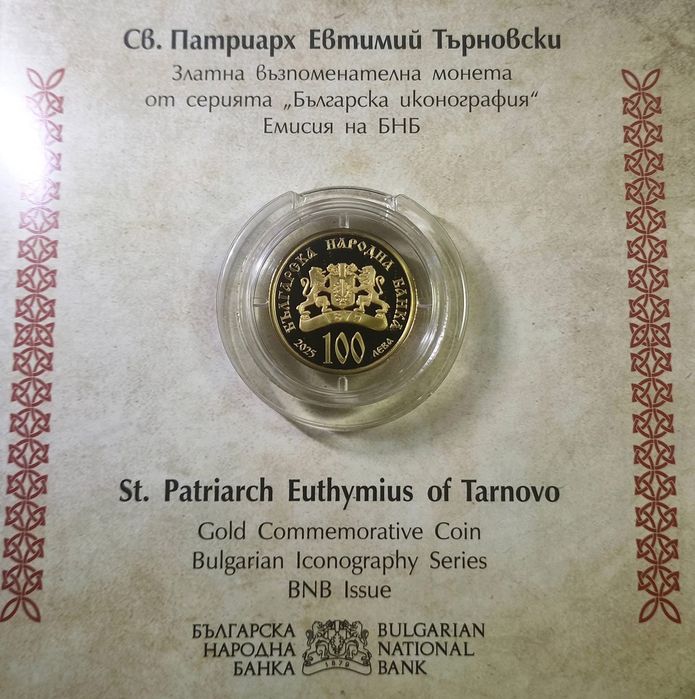 Св. Патриарх Евтимий Търновски
Златна възпоменателна монета
от серията „Българска иконография“
Емисия на БНБ
БЪЛГАРСКА НАРОДНА БАНКА
1879
2025 100 ЛЕВА
St. Patriarch Euthymius of Tarnovo
Gold Commemorative Coin
Bulgarian Iconography Series
BNB Issue
БЪЛГАРСКА
НАРОДНА
БАНКА
1879
BULGARIAN
NATIONAL
BANK